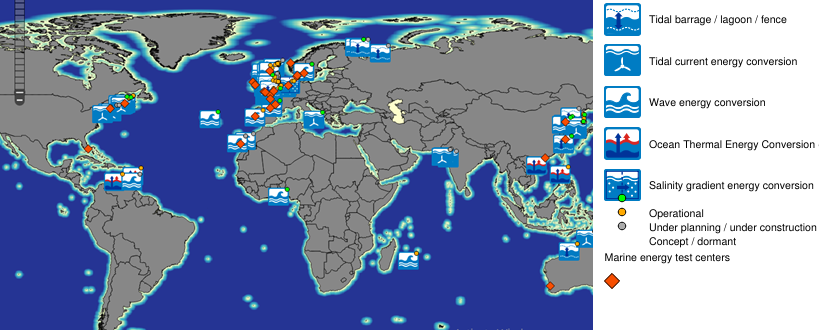 Tidal barrage / lagoon / fence
Tidal current energy conversion
Wave energy conversion
Ocean Thermal Energy Conversion
Salinity gradient energy conversion
Operational
Under planning / under construction
Concept / dormant
Marine energy test centers